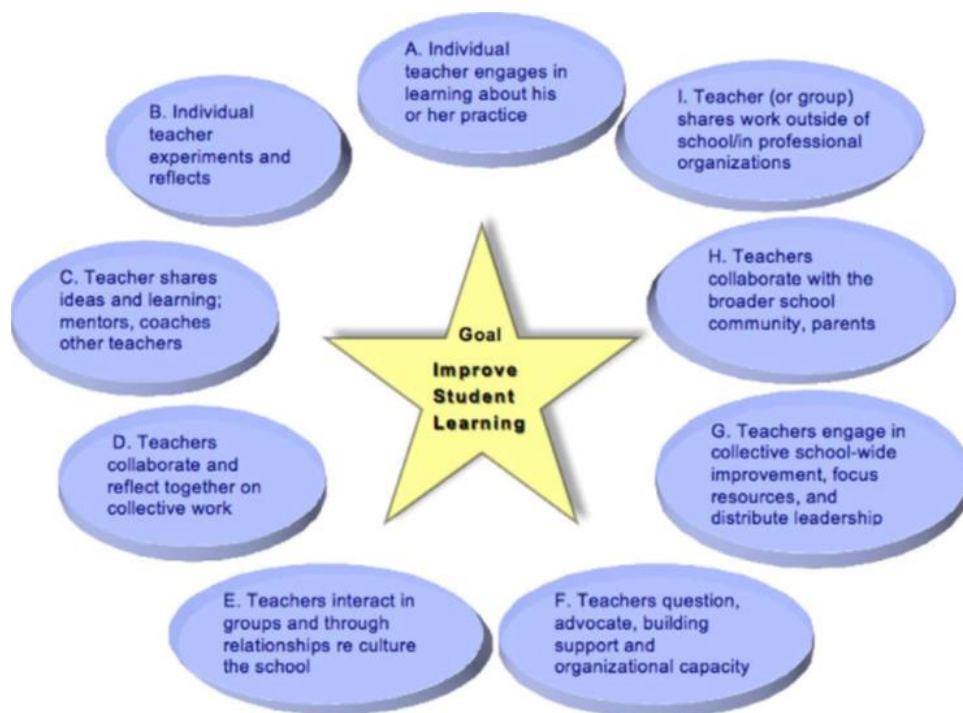 A. Individual
teacher engages in
learning about his
or her practice
B. Individual
teacher
experiments and
reflects
C. Teacher shares
ideas and learning;
mentors, coaches
other teachers
D. Teachers
collaborate and
reflect together on
collective work
E. Teachers interact in
groups and through
relationships re culture
the school
F. Teachers question,
advocate, building
support and
organizational capacity
G. Teachers engage in
collective school-wide
improvement, focus
resources, and
distribute leadership
H. Teachers
collaborate with the
broader school
community, parents
I. Teacher (or group)
shares work outside of
school/in professional
organizations
Goal
Improve
Student
Learning